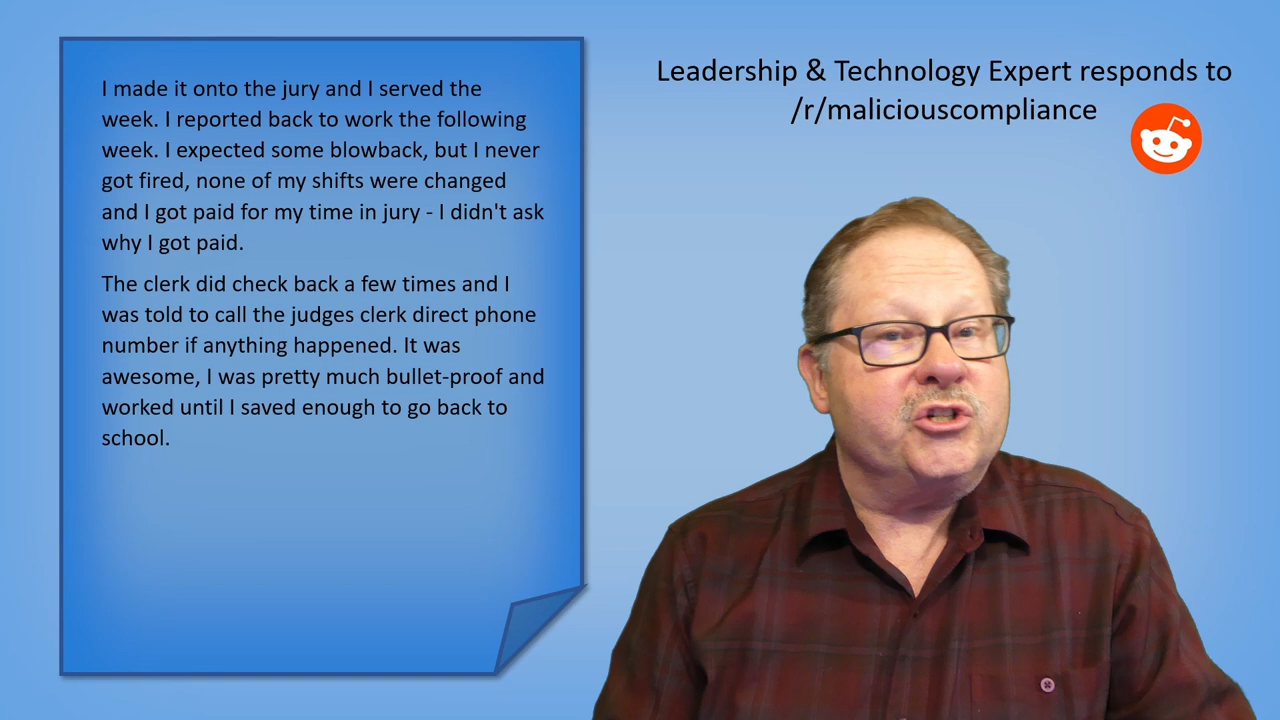 Leadership & Technology Expert responds to
/r/maliciouscompliance
I made it onto the jury and I served the
week. I reported back to work the following
week. I expected some blowback, but I never
got fired, none of my shifts were changed
and I got paid for my time in jury - I didn't ask
why I got paid.
The clerk did check back a few times and I
was told to call the judges clerk direct phone
number if anything happened. It was
awesome, I was pretty much bullet-proof and
worked until I saved enough to go back to
school.